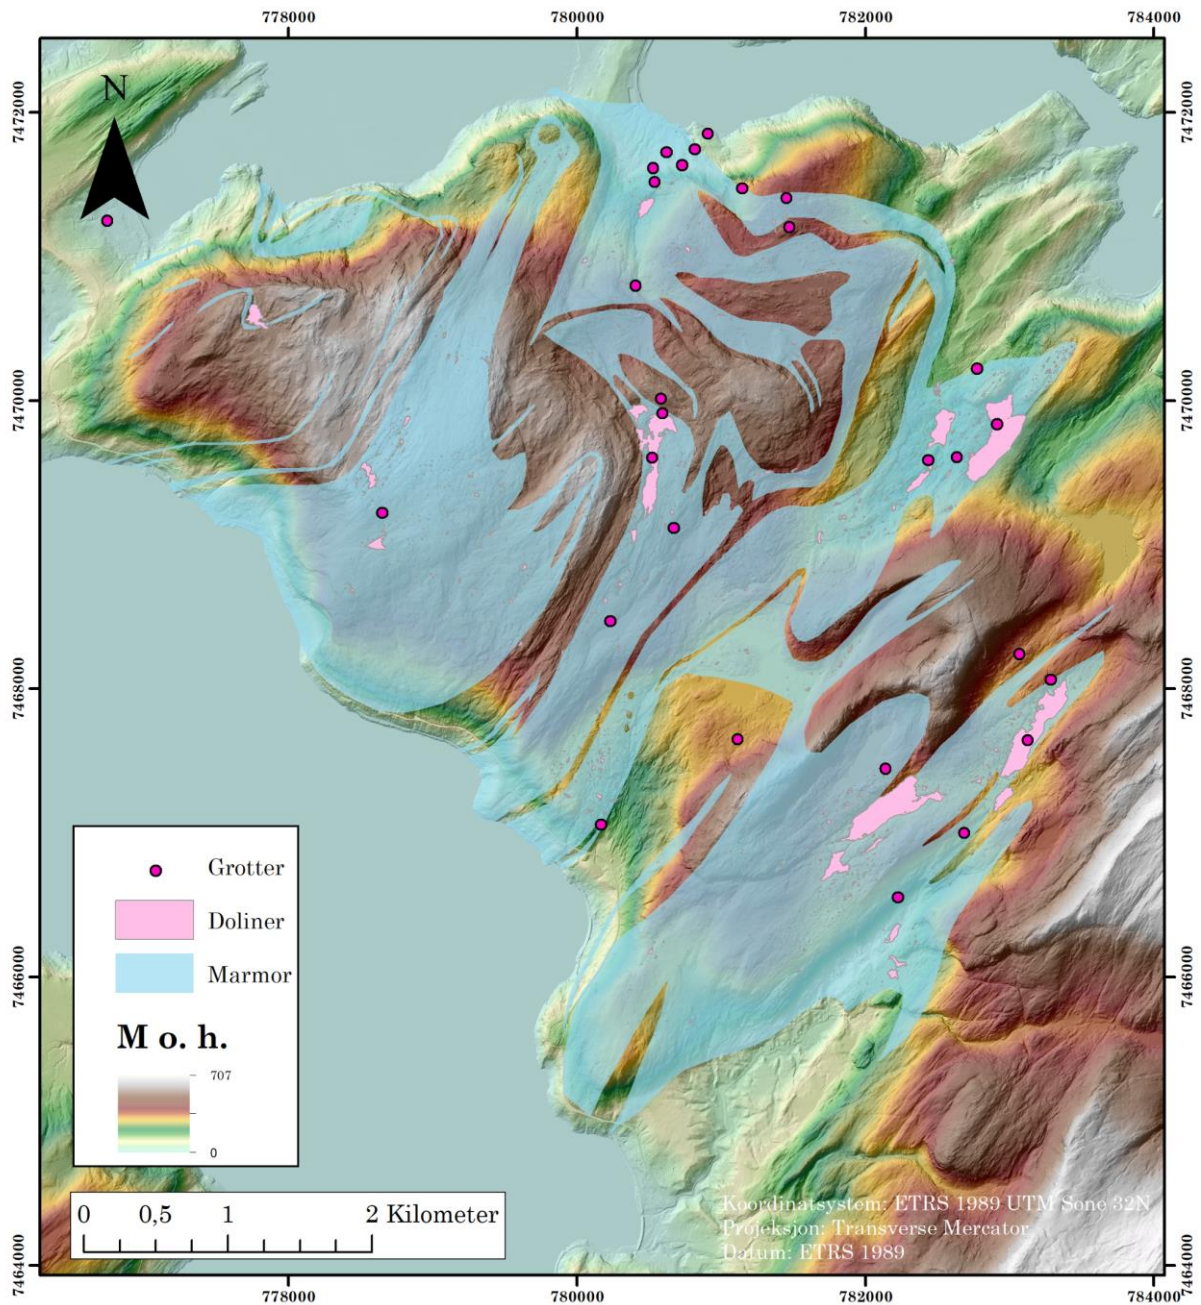 778000 780000 782000 784000
N
7472000 7472000
7470000 7470000
7468000 7468000
7466000 7466000
7464000 7464000
Grotter
Doliner
Marmor
M o. h.
707
0
0 0,5 1 2 Kilometer
Koordinatsystem: ETRS 1989 UTM Sone 32N
Projeksjon: Transverse Mercator
Datum: ETRS 1989
778000 780000 782000 784000